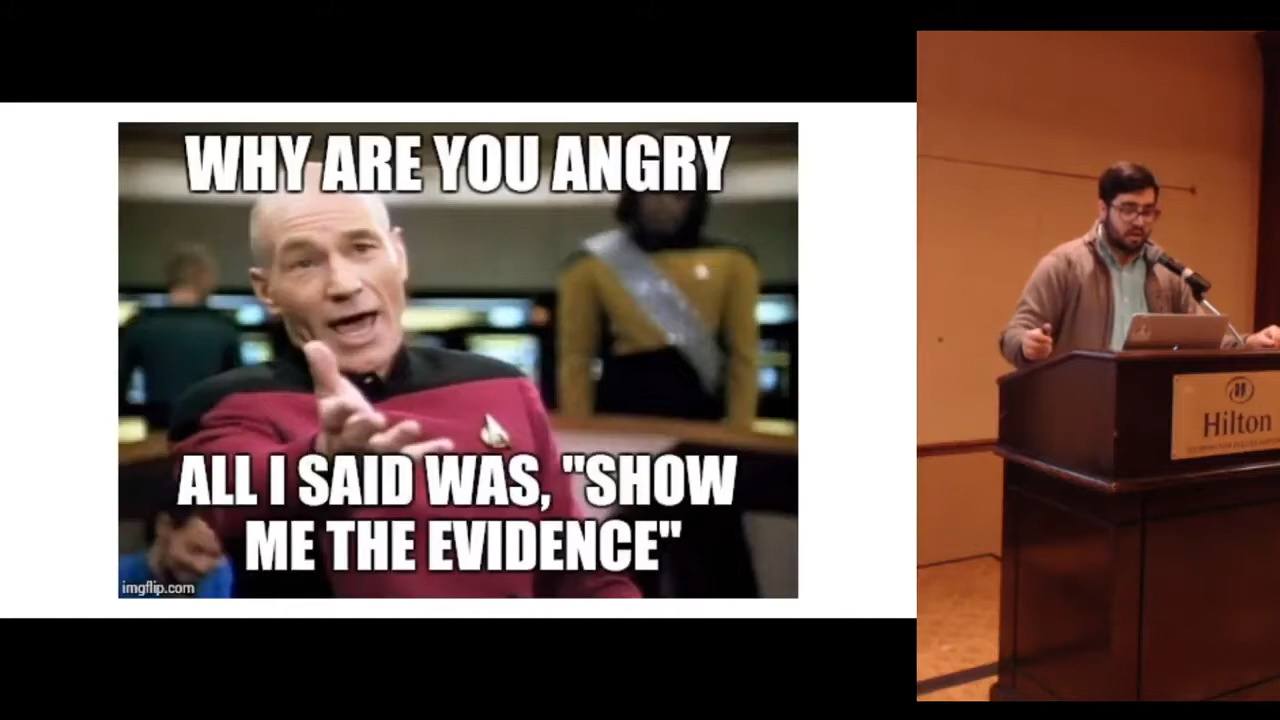 WHY ARE YOU ANGRY
ALL I SAID WAS, "SHOW
ME THE EVIDENCE"
imgflip.com
Hilton